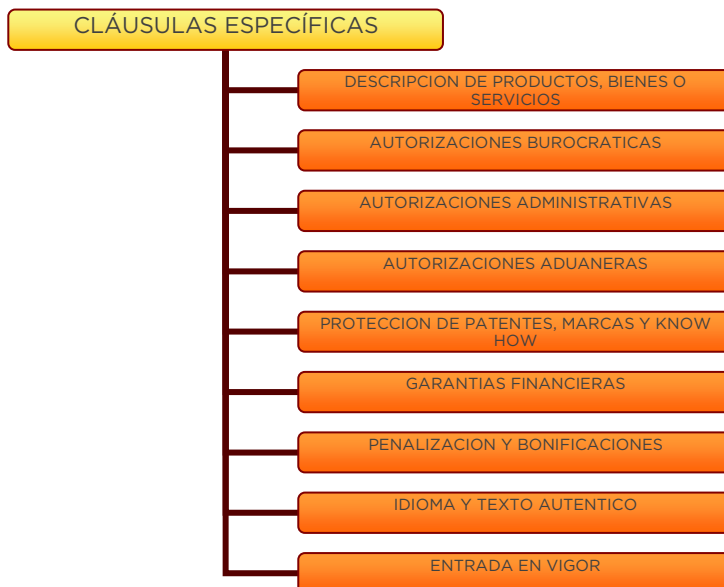 CLÁUSULAS ESPECÍFICAS
DESCRIPCION DE PRODUCTOS, BIENES O
SERVICIOS
AUTORIZACIONES BUROCRATICAS
AUTORIZACIONES ADMINISTRATIVAS
AUTORIZACIONES ADUANERAS
PROTECCION DE PATENTES, MARCAS Y KNOW
HOW
GARANTIAS FINANCIERAS
PENALIZACION Y BONIFICACIONES
IDIOMA Y TEXTO AUTENTICO
ENTRADA EN VIGOR